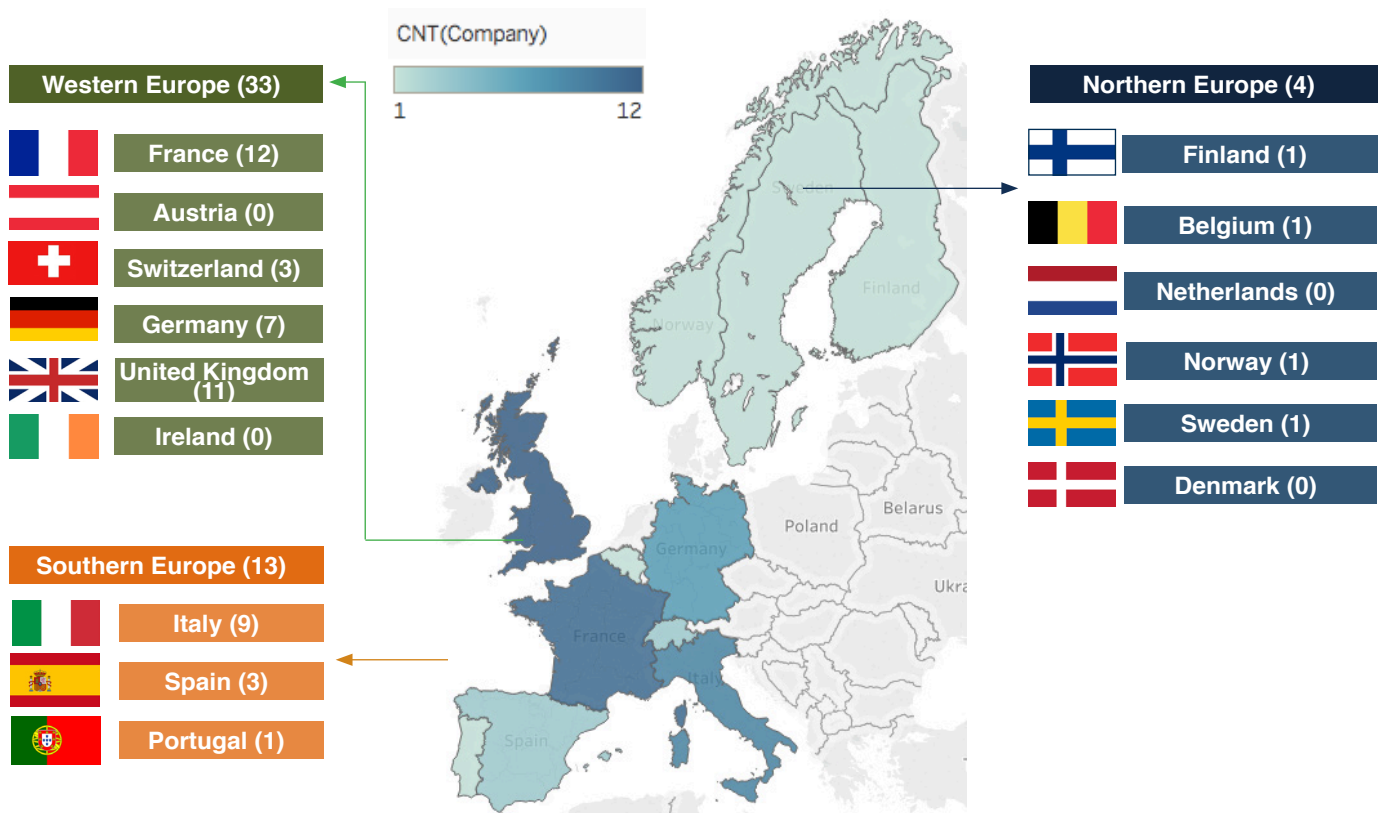 CNT(Company)
1 12
Western Europe (33)
France (12)
Austria (0)
Switzerland (3)
Germany (7)
United Kingdom
(11)
Ireland (0)
Southern Europe (13)
Italy (9)
Spain (3)
Portugal (1)
Northern Europe (4)
Finland (1)
Belgium (1)
Netherlands (0)
Norway (1)
Sweden (1)
Denmark (0)
Sweden
Finland
Norway
Poland
Belarus
Germany
Ukra
France
Italy
Spain